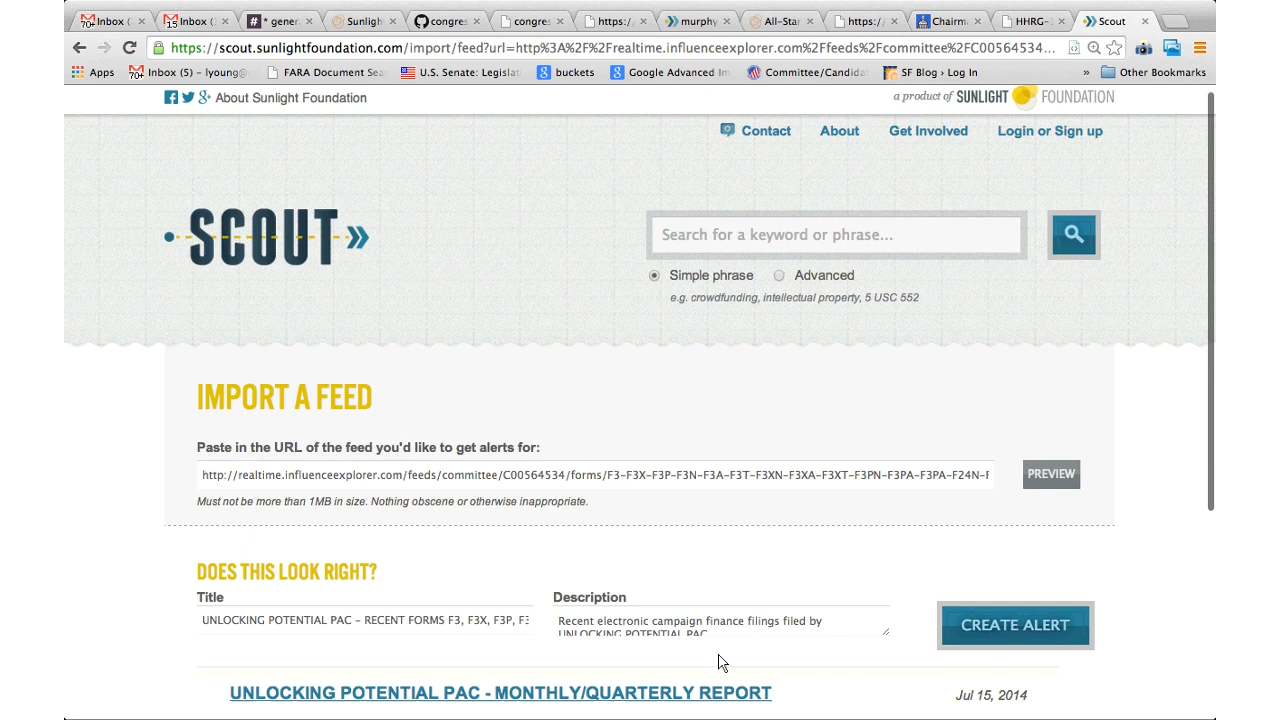 Inbox ( Inbox ( * gener Sunligh congres congres https:/ murphy All-Star https:/ Chairma HHRG-1 Scout
https://scout.sunlightfoundation.com/import/feed?url=http%3A%2F%2Frealtime.influenceexplorer.com%2Ffeeds%2Fcommittee%2FC00564534...
Apps Inbox (5) – lyoung@ FARA Document Sea U.S. Senate: Legislat buckets Google Advanced Im Committee/Candida SF Blog › Log In » Other Bookmarks
About Sunlight Foundation a product of SUNLIGHT FOUNDATION
Contact About Get Involved Login or Sign up
SCOUT
Search for a keyword or phrase...
Simple phrase Advanced
e.g. crowdfunding, intellectual property, 5 USC 552
IMPORT A FEED
Paste in the URL of the feed you'd like to get alerts for:
http://realtime.influenceexplorer.com/feeds/committee/C00564534/forms/F3-F3X-F3P-F3N-F3A-F3T-F3XN-F3XA-F3XT-F3PN-F3PA-F3PA-F24N-F PREVIEW
Must not be more than 1MB in size. Nothing obscene or otherwise inappropriate.
DOES THIS LOOK RIGHT?
Title Description
UNLOCKING POTENTIAL PAC – RECENT FORMS F3, F3X, F3P, F3 Recent electronic campaign finance filings filed by
UNLOCKING POTENTIAL PAC
CREATE ALERT
UNLOCKING POTENTIAL PAC - MONTHLY/QUARTERLY REPORT Jul 15, 2014